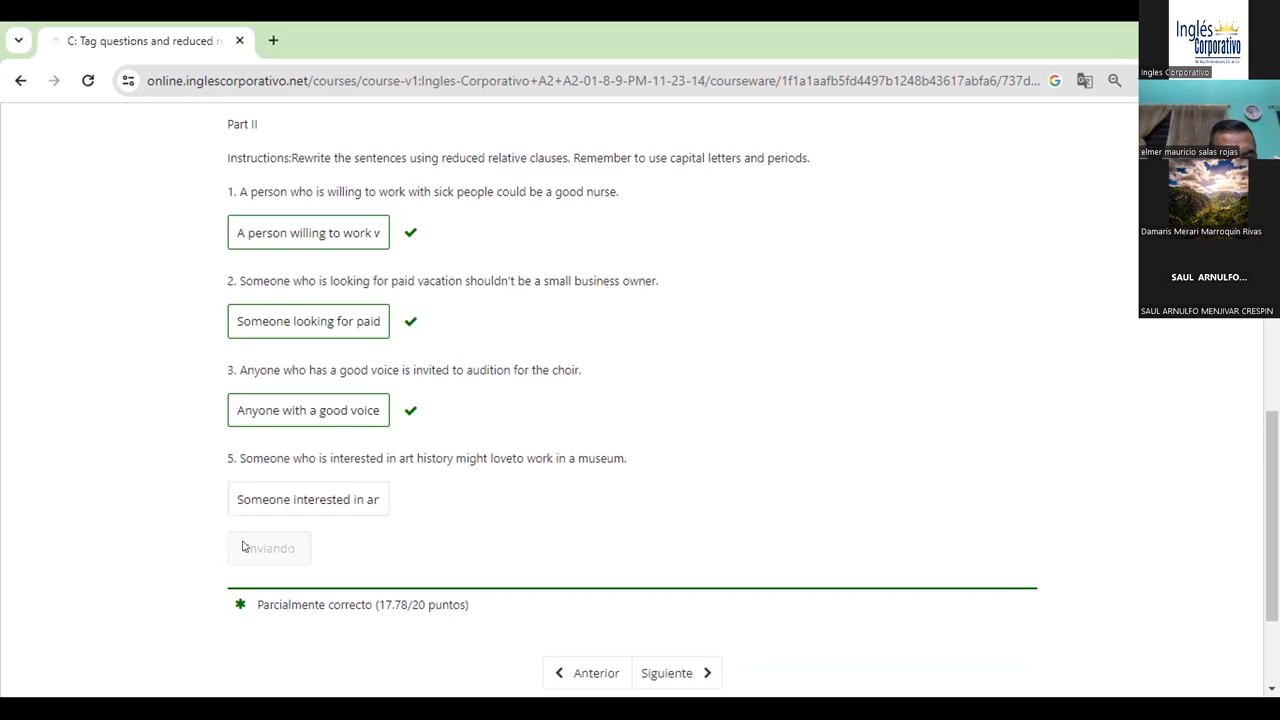 C: Tag questions and reduced r
online.inglescorporativo.net/courses/course-v1:Ingles-Corporativo+A2+A2-01-8-9-PM-11-23-14/courseware/1f1a1aafb5fd4497b1248b43617abfa6/737d...
Part II
Instructions:Rewrite the sentences using reduced relative clauses. Remember to use capital letters and periods.
1. A person who is willing to work with sick people could be a good nurse.
A person willing to work v
2. Someone who is looking for paid vacation shouldn't be a small business owner.
Someone looking for paid
3. Anyone who has a good voice is invited to audition for the choir.
Anyone with a good voice
5. Someone who is interested in art history might loveto work in a museum.
Someone interested in ar
Enviando
Parcialmente correcto (17.78/20 puntos)
Anterior
Siguiente
Inglés
Corporativo
Ingles Corporativo
elmer mauricio salas rojas
Damaris Merari Marroquín Rivas
SAUL ARNULFO...
SAUL ARNULFO MENJIVAR CRESPIN